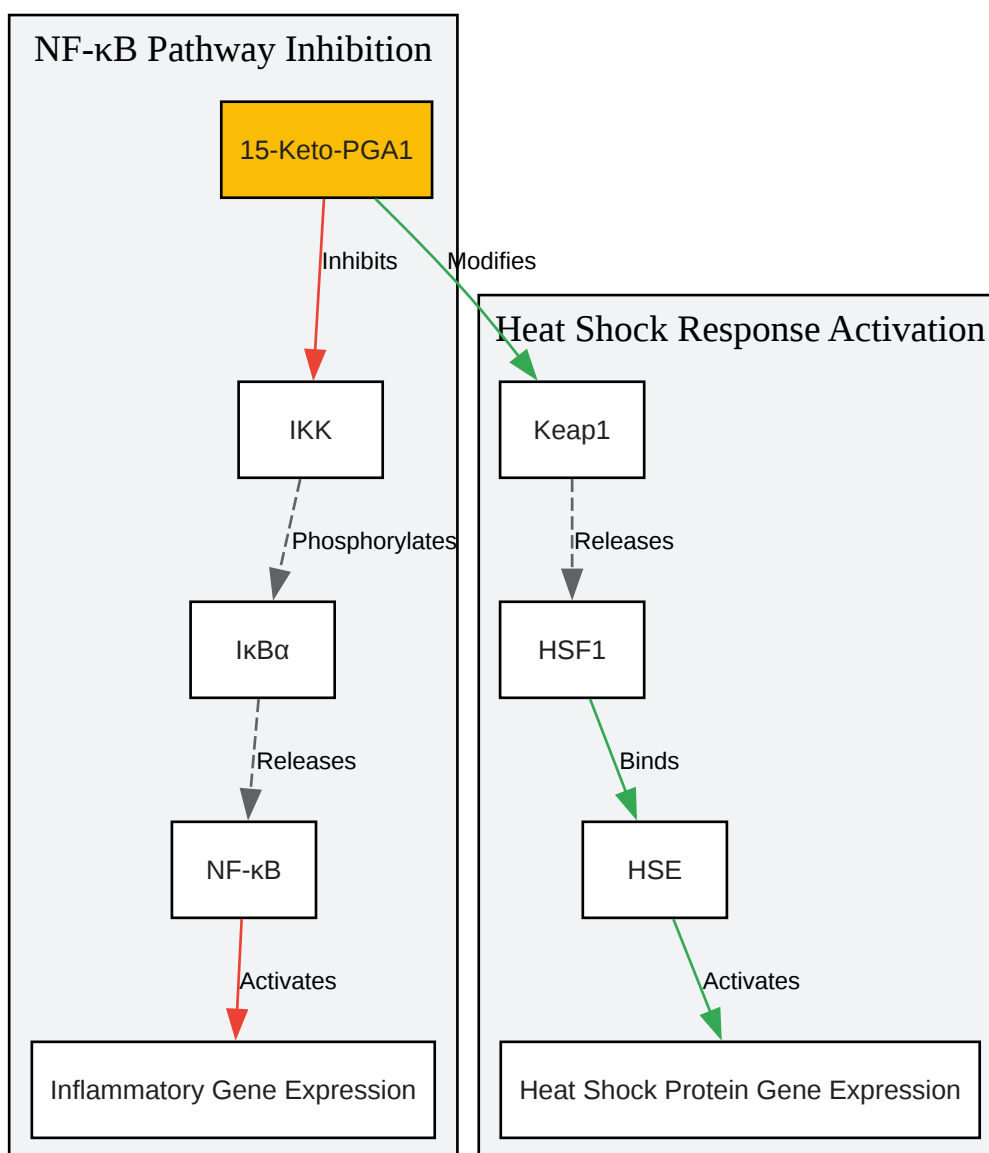 NF-κB Pathway Inhibition
15-Keto-PGA1
Inhibits
Modifies
Heat Shock Response Activation
IKK
Keap1
Phosphorylates
Releases
IκBα
HSF1
Releases
Binds
NF-κB
HSE
Activates
Activates
Inflammatory Gene Expression
Heat Shock Protein Gene Expression